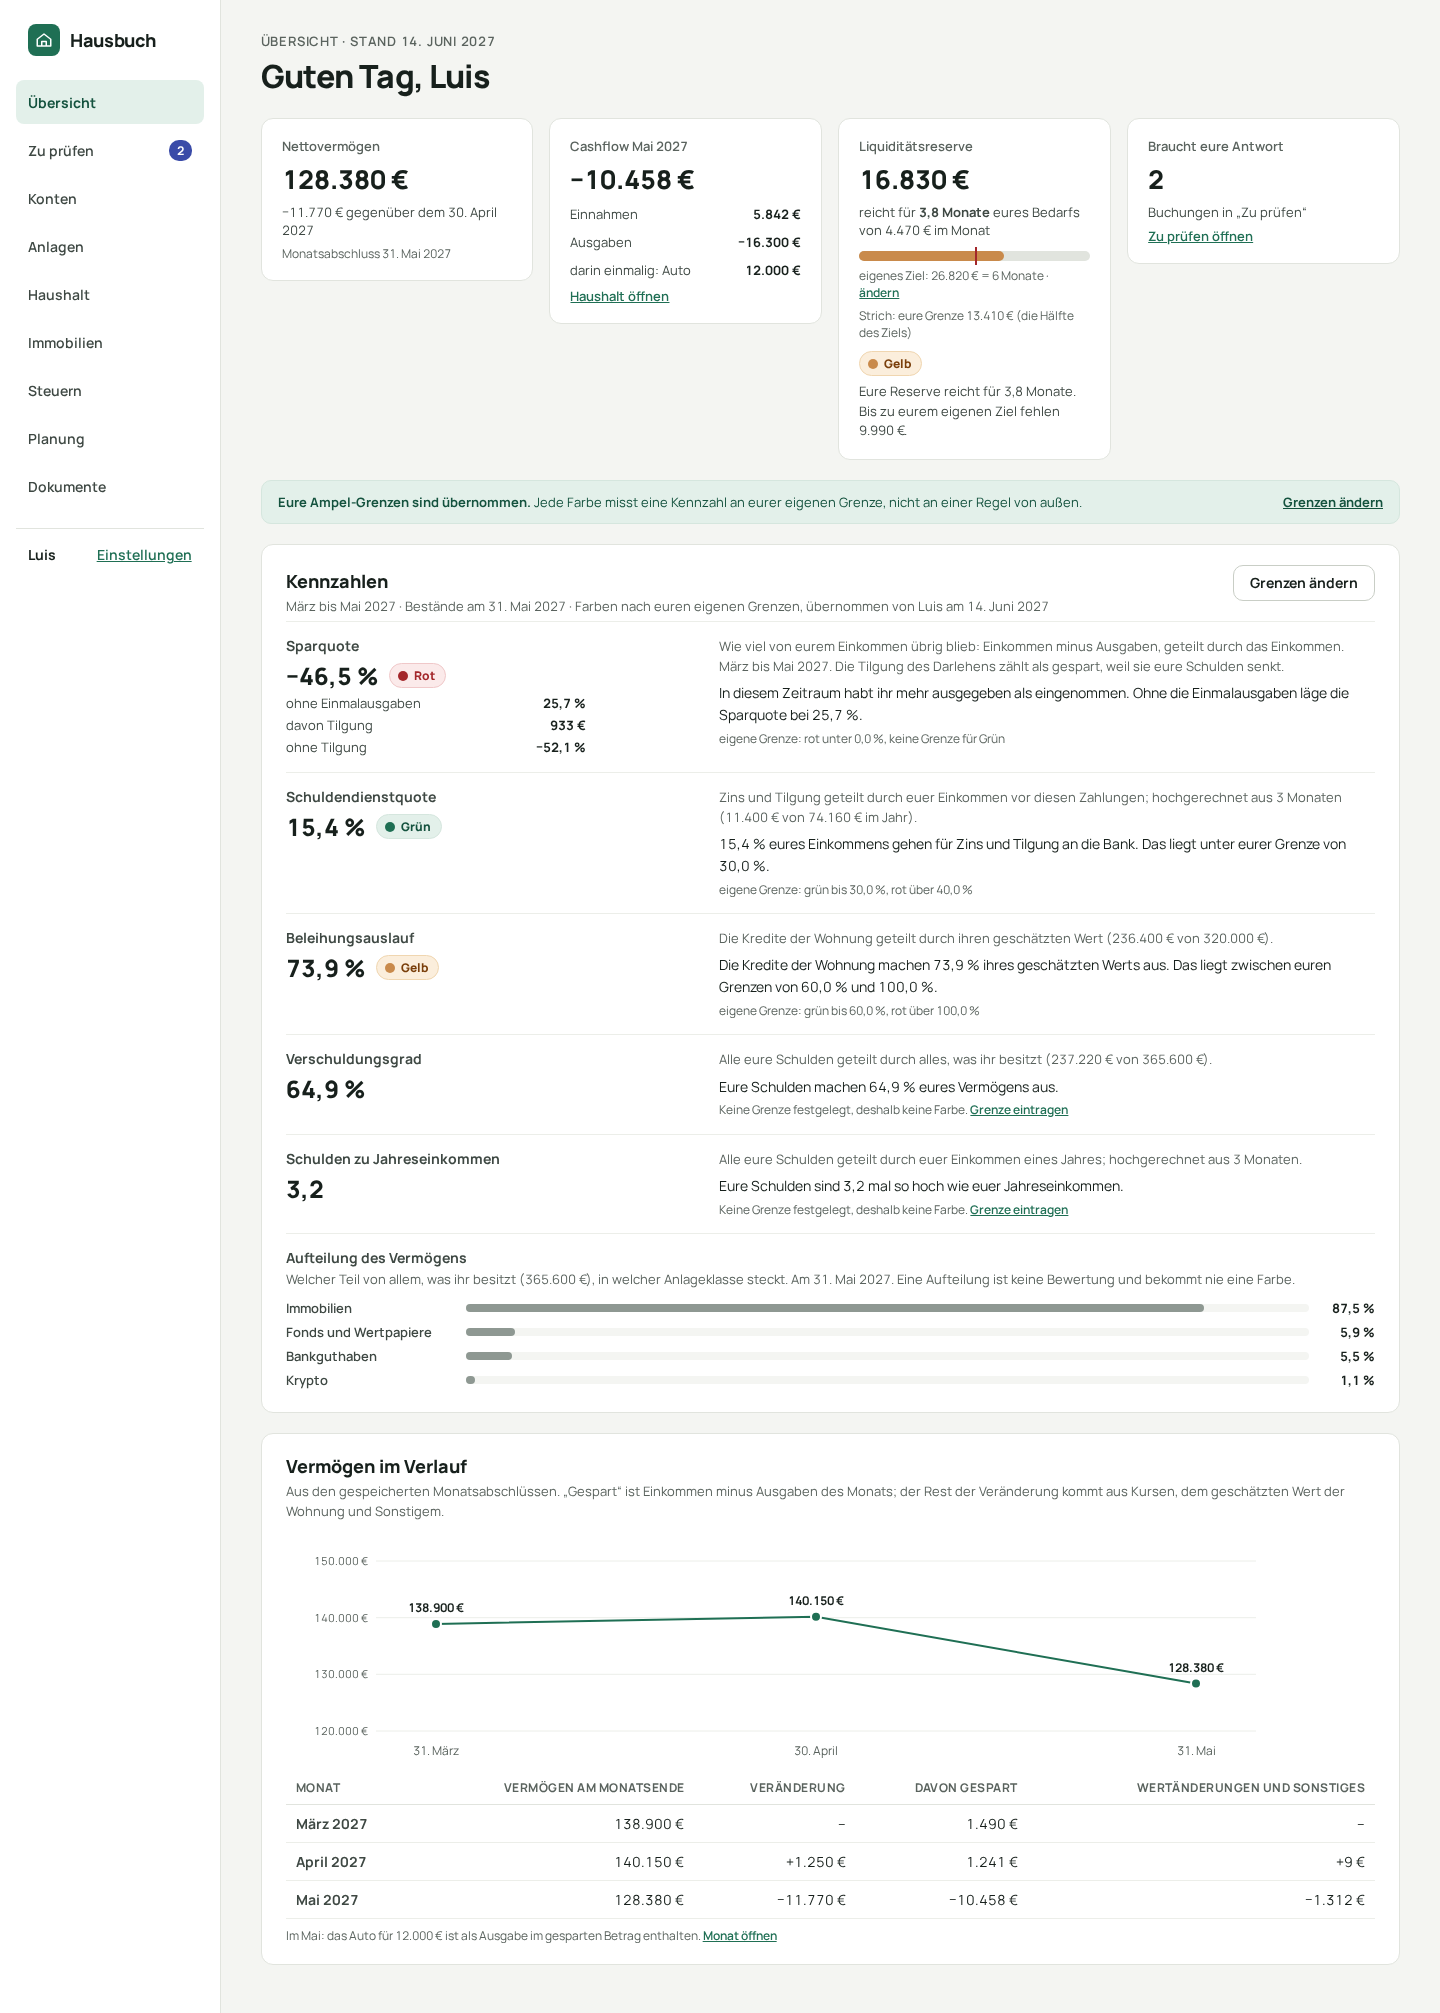 Hausbuch
Übersicht
Zu prüfen 2
Konten
Anlagen
Haushalt
Immobilien
Steuern
Planung
Dokumente
Luis Einstellungen
ÜBERSICHT · STAND 14. JUNI 2027
Guten Tag, Luis
Nettovermögen
128.380 €
−11.770 € gegenüber dem 30. April
2027
Monatsabschluss 31. Mai 2027
Cashflow Mai 2027
−10.458 €
Einnahmen 5.842 €
Ausgaben −16.300 €
darin einmalig: Auto 12.000 €
Haushalt öffnen
Liquiditätsreserve
16.830 €
reicht für 3,8 Monate eures Bedarfs
von 4.470 € im Monat
eigenes Ziel: 26.820 € = 6 Monate ·
ändern
Strich: eure Grenze 13.410 € (die Hälfte
des Ziels)
Gelb
Eure Reserve reicht für 3,8 Monate.
Bis zu eurem eigenen Ziel fehlen
9.990 €.
Braucht eure Antwort
2
Buchungen in „Zu prüfen“
Zu prüfen öffnen
Eure Ampel-Grenzen sind übernommen. Jede Farbe misst eine Kennzahl an eurer eigenen Grenze, nicht an einer Regel von außen. Grenzen ändern
Kennzahlen
Grenzen ändern
März bis Mai 2027 · Bestände am 31. Mai 2027 · Farben nach euren eigenen Grenzen, übernommen von Luis am 14. Juni 2027
Sparquote
−46,5 % Rot
ohne Einmalausgaben 25,7 %
davon Tilgung 933 €
ohne Tilgung −52,1 %
Wie viel von eurem Einkommen übrig blieb: Einkommen minus Ausgaben, geteilt durch das Einkommen.
März bis Mai 2027. Die Tilgung des Darlehens zählt als gespart, weil sie eure Schulden senkt.
In diesem Zeitraum habt ihr mehr ausgegeben als eingenommen. Ohne die Einmalausgaben läge die
Sparquote bei 25,7 %.
eigene Grenze: rot unter 0,0 %, keine Grenze für Grün
Schuldendienstquote
15,4 % Grün
Zins und Tilgung geteilt durch euer Einkommen vor diesen Zahlungen; hochgerechnet aus 3 Monaten
(11.400 € von 74.160 € im Jahr).
15,4 % eures Einkommens gehen für Zins und Tilgung an die Bank. Das liegt unter eurer Grenze von
30,0 %.
eigene Grenze: grün bis 30,0 %, rot über 40,0 %
Beleihungsauslauf
73,9 % Gelb
Die Kredite der Wohnung geteilt durch ihren geschätzten Wert (236.400 € von 320.000 €).
Die Kredite der Wohnung machen 73,9 % ihres geschätzten Werts aus. Das liegt zwischen euren
Grenzen von 60,0 % und 100,0 %.
eigene Grenze: grün bis 60,0 %, rot über 100,0 %
Verschuldungsgrad
64,9 %
Alle eure Schulden geteilt durch alles, was ihr besitzt (237.220 € von 365.600 €).
Eure Schulden machen 64,9 % eures Vermögens aus.
Keine Grenze festgelegt, deshalb keine Farbe. Grenze eintragen
Schulden zu Jahreseinkommen
3,2
Alle eure Schulden geteilt durch euer Einkommen eines Jahres; hochgerechnet aus 3 Monaten.
Eure Schulden sind 3,2 mal so hoch wie euer Jahreseinkommen.
Keine Grenze festgelegt, deshalb keine Farbe. Grenze eintragen
Aufteilung des Vermögens
Welcher Teil von allem, was ihr besitzt (365.600 €), in welcher Anlageklasse steckt. Am 31. Mai 2027. Eine Aufteilung ist keine Bewertung und bekommt nie eine Farbe.
Immobilien 87,5 %
Fonds und Wertpapiere 5,9 %
Bankguthaben 5,5 %
Krypto 1,1 %
Vermögen im Verlauf
Aus den gespeicherten Monatsabschlüssen. „Gespart“ ist Einkommen minus Ausgaben des Monats; der Rest der Veränderung kommt aus Kursen, dem geschätzten Wert der
Wohnung und Sonstigem.
150.000 €
140.000 €
130.000 €
120.000 €
138.900 €
140.150 €
128.380 €
31. März
30. April
31. Mai
MONAT VERMÖGEN AM MONATSENDE VERÄNDERUNG DAVON GESPART WERTÄNDERUNGEN UND SONSTIGES
März 2027 138.900 € – 1.490 € –
April 2027 140.150 € +1.250 € 1.241 € +9 €
Mai 2027 128.380 € −11.770 € −10.458 € −1.312 €
Im Mai: das Auto für 12.000 € ist als Ausgabe im gesparten Betrag enthalten. Monat öffnen